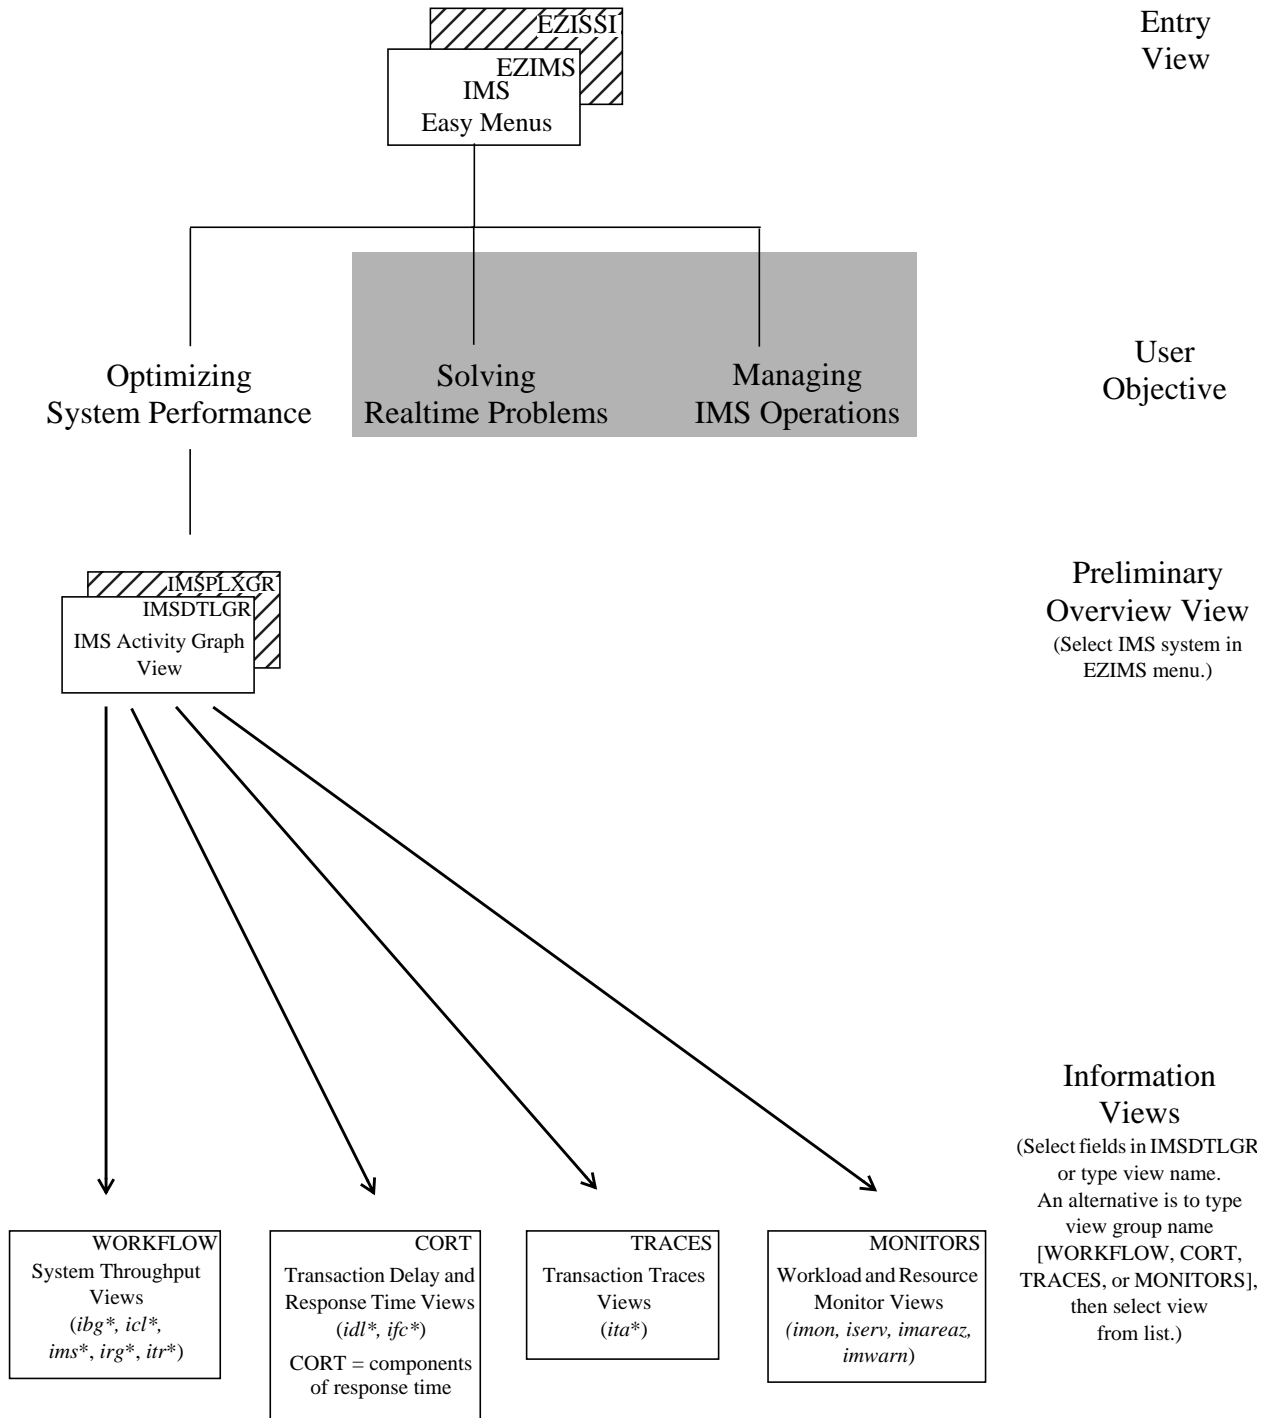 EZISSI
EZIMS
IMS
Easy Menus
Entry
View
Optimizing
System Performance
Solving
Realtime Problems
Managing
IMS Operations
User
Objective
IMSPLXGR
IMSDTLGR
IMS Activity Graph
View
Preliminary
Overview View
(Select IMS system in
EZIMS menu.)
Information
Views
(Select fields in IMSDTLGR
or type view name.
An alternative is to type
view group name
[WORKFLOW, CORT,
TRACES, or MONITORS],
then select view
from list.)
WORKFLOW
System Throughput
Views
(ibg*, icl*,
ims*, irg*, itr*)
CORT
Transaction Delay and
Response Time Views
(idl*, ifc*)
CORT = components
of response time
TRACES
Transaction Traces
Views
(ita*)
MONITORS
Workload and Resource
Monitor Views
(imon, iserv, imareaz,
imwarn)